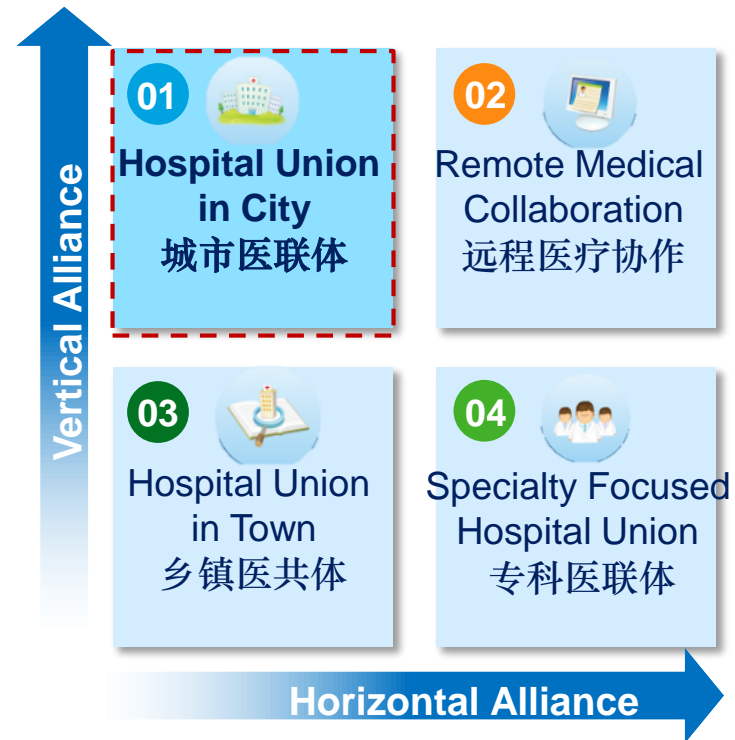 Vertical Alliance
01
Hospital Union
in City
城市医联体
02
Remote Medical
Collaboration
远程医疗协作
03
Hospital Union
in Town
乡镇医共体
04
Specialty Focused
Hospital Union
专科医联体
Horizontal Alliance